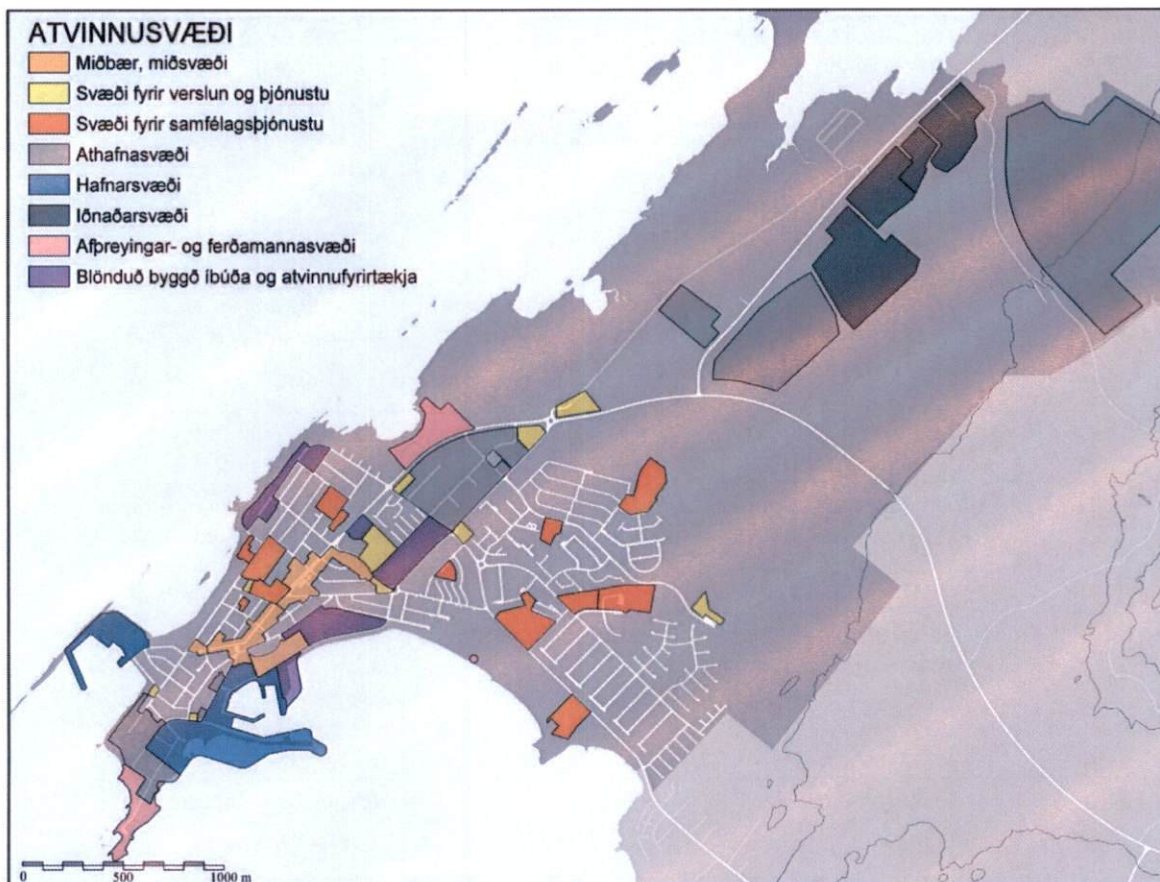 ATVINNUSVÆÐI
Miðbær, miðsvæði
Svæði fyrir verslun og þjónustu
Svæði fyrir samfélagsþjónustu
Athafnasvæði
Hafnarsvæði
Iðnaðarsvæði
Afþreyingar- og ferðamannasvæði
Blönduð byggð íbúða og atvinnufyrirtækja
0 500 1000 m